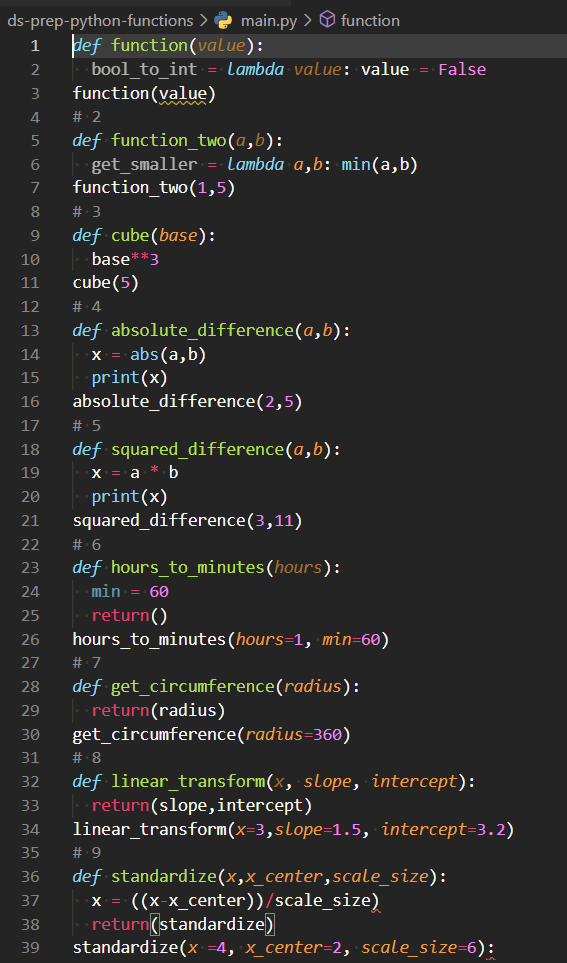 ds-prep-python-functions > main.py > function
1 def function(value):
2   bool_to_int = lambda value: value = False
3 function(value)
4 # 2
5 def function_two(a,b):
6   get_smaller = lambda a,b: min(a,b)
7 function_two(1,5)
8 # 3
9 def cube(base):
10   base**3
11 cube(5)
12 # 4
13 def absolute_difference(a,b):
14   x = abs(a,b)
15   print(x)
16 absolute_difference(2,5)
17 # 5
18 def squared_difference(a,b):
19   x = a * b
20   print(x)
21 squared_difference(3,11)
22 # 6
23 def hours_to_minutes(hours):
24   min = 60
25   return()
26 hours_to_minutes(hours=1, min=60)
27 # 7
28 def get_circumference(radius):
29   return(radius)
30 get_circumference(radius=360)
31 # 8
32 def linear_transform(x, slope, intercept):
33   return(slope,intercept)
34 linear_transform(x=3,slope=1.5, intercept=3.2)
35 # 9
36 def standardize(x,x_center,scale_size):
37   x = ((x-x_center))/scale_size)
38   return(standardize)
39 standardize(x =4, x_center=2, scale_size=6):